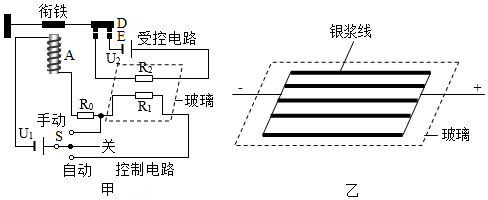 衔铁
D
E
受控电路
A
U₂
R₂
R₁
R₀
玻璃
手动
U₁
S
关
自动
控制电路
甲
银浆线
-
+
玻璃
乙